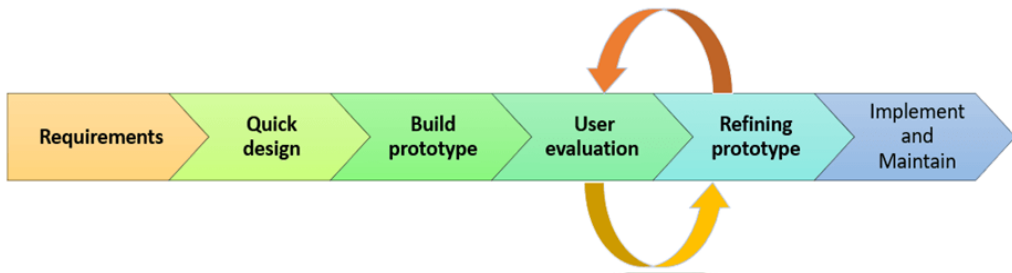 Requirements
Quick
design
Build
prototype
User
evaluation
Refining
prototype
Implement
and
Maintain